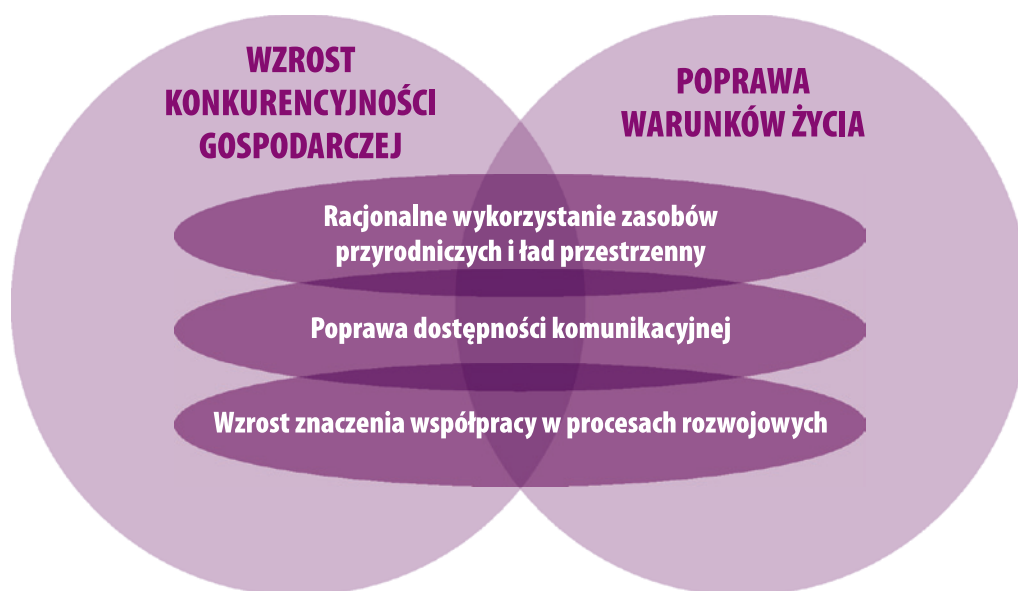 WZROST
KONKURENCYJNOŚCI
GOSPODARCZEJ
POPRAWA
WARUNKÓW ŻYCIA
Racjonalne wykorzystanie zasobów
przyrodniczych i ład przestrzenny
Poprawa dostępności komunikacyjnej
Wzrost znaczenia współpracy w procesach rozwojowych